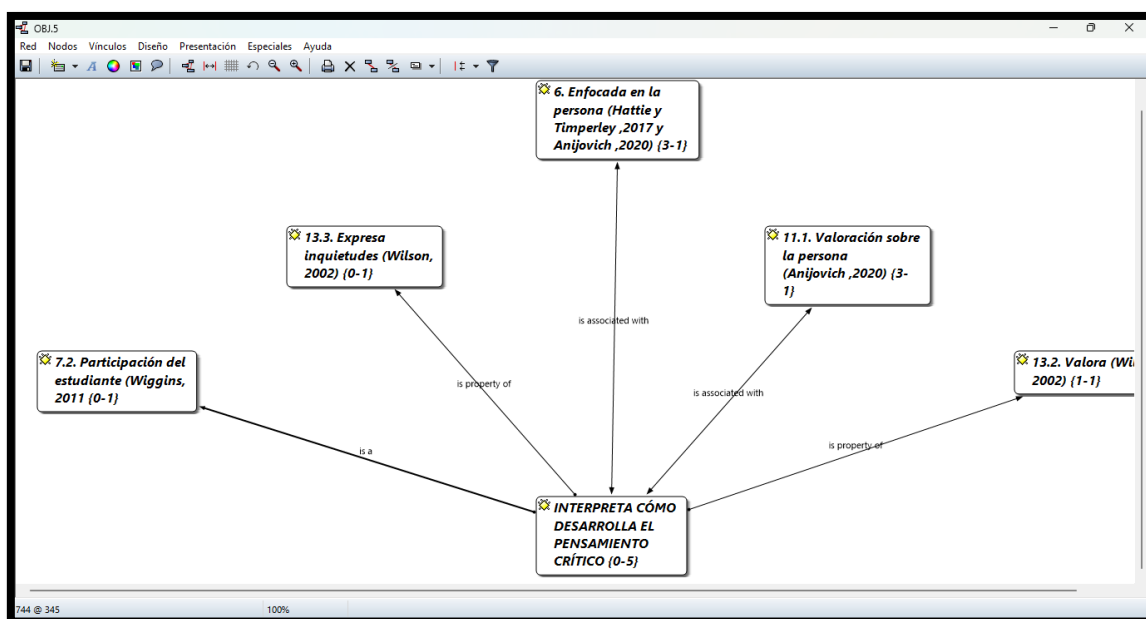 OBJ.5
Red Nodos Vínculos Diseño Presentación Especiales Ayuda
6. Enfocada en la
persona (Hattie y
Timperley ,2017 y
Anijovich ,2020) {3-1}
13.3. Expresa
inquietudes (Wilson,
2002) {0-1}
11.1. Valoración sobre
la persona
(Anijovich ,2020) {3-
1}
is associated with
7.2. Participación del
estudiante (Wiggins,
2011 {0-1}
13.2. Valora (Wil
2002) {1-1}
is property of
is associated with
is a
is property of
INTERPRETA CÓMO
DESARROLLA EL
PENSAMIENTO
CRÍTICO {0-5}
744 @ 345
100%